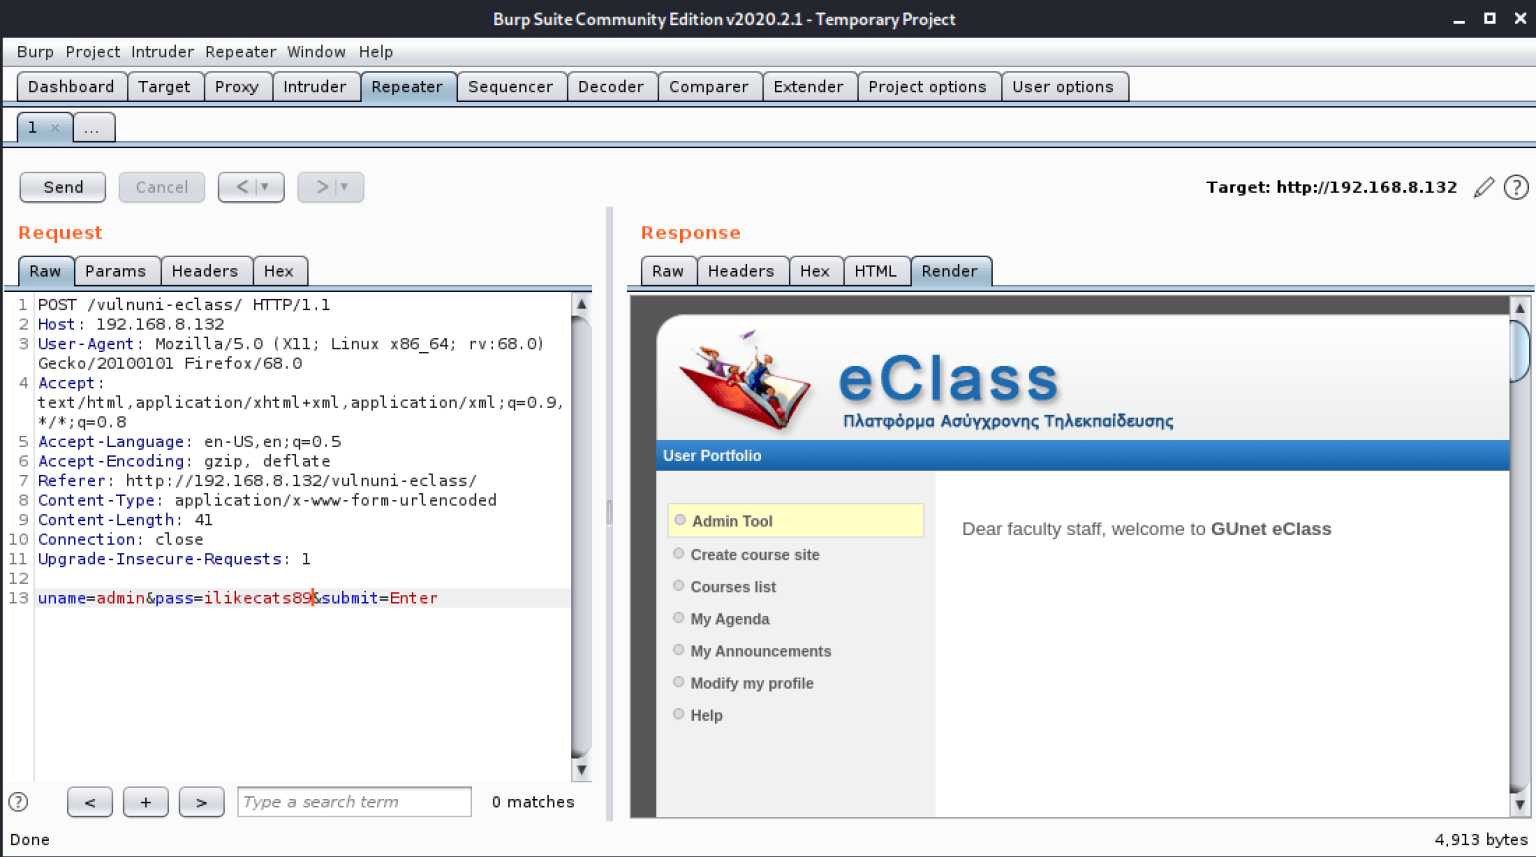 Burp Suite Community Edition v2020.2.1 - Temporary Project
Burp Project Intruder Repeater Window Help
Dashboard Target Proxy Intruder Repeater Sequencer Decoder Comparer Extender Project options User options
1 × ...
Send Cancel < ▼ > ▼ Target: http://192.168.8.132 ?
Request
Raw Params Headers Hex
1 POST /vulnuni-eclass/ HTTP/1.1
2 Host: 192.168.8.132
3 User-Agent: Mozilla/5.0 (X11; Linux x86_64; rv:68.0)
Gecko/20100101 Firefox/68.0
4 Accept:
text/html,application/xhtml+xml,application/xml;q=0.9,
*/*;q=0.8
5 Accept-Language: en-US,en;q=0.5
6 Accept-Encoding: gzip, deflate
7 Referer: http://192.168.8.132/vulnuni-eclass/
8 Content-Type: application/x-www-form-urlencoded
9 Content-Length: 41
10 Connection: close
11 Upgrade-Insecure-Requests: 1
12
13 uname=admin&pass=ilikecats89&submit=Enter
? < + > Type a search term 0 matches
Response
Raw Headers Hex HTML Render
eClass
Πλατφόρμα Ασύγχρονης Τηλεκπαίδευσης
User Portfolio
Admin Tool
Create course site
Courses list
My Agenda
My Announcements
Modify my profile
Help
Dear faculty staff, welcome to GUnet eClass
Done 4,913 bytes